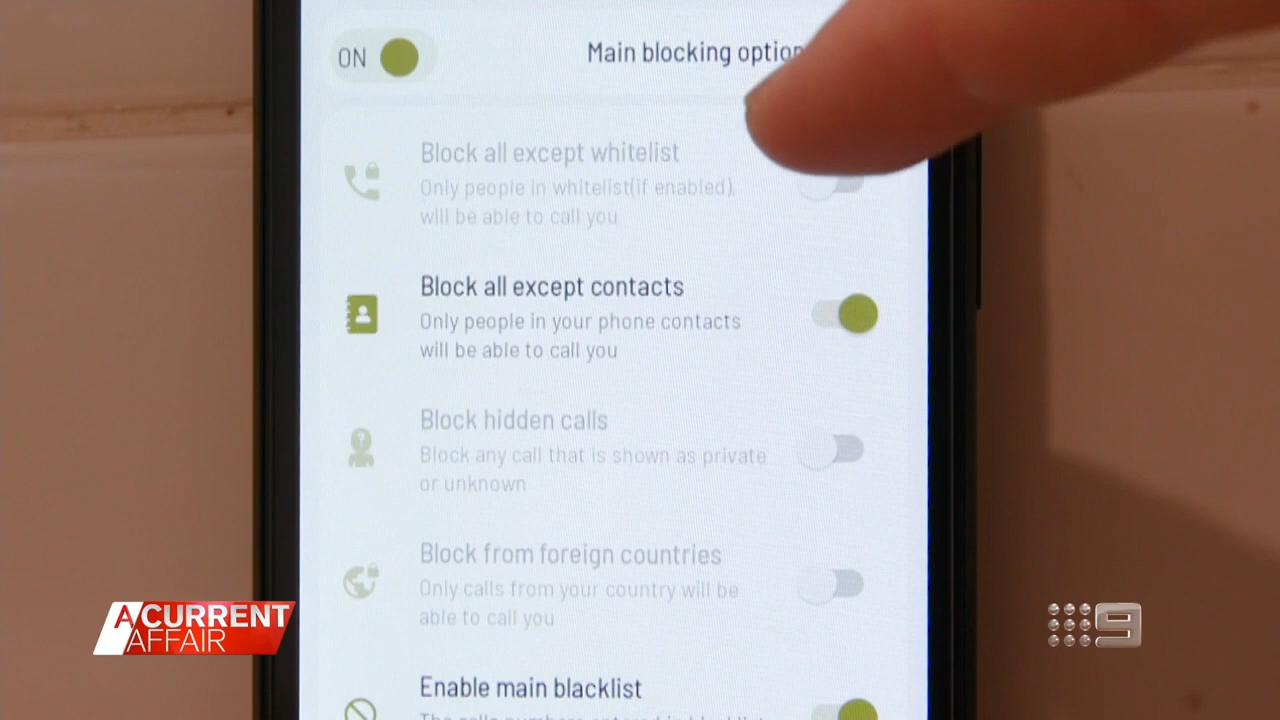 ON
Main blocking option
Block all except whitelist
Only people in whitelist(if enabled)
will be able to call you
Block all except contacts
Only people in your phone contacts
will be able to call you
Block hidden calls
Block any call that is shown as private
or unknown
Block from foreign countries
Only calls from your country will be
able to call you
A CURRENT
AFFAIR
9
Enable main blacklist